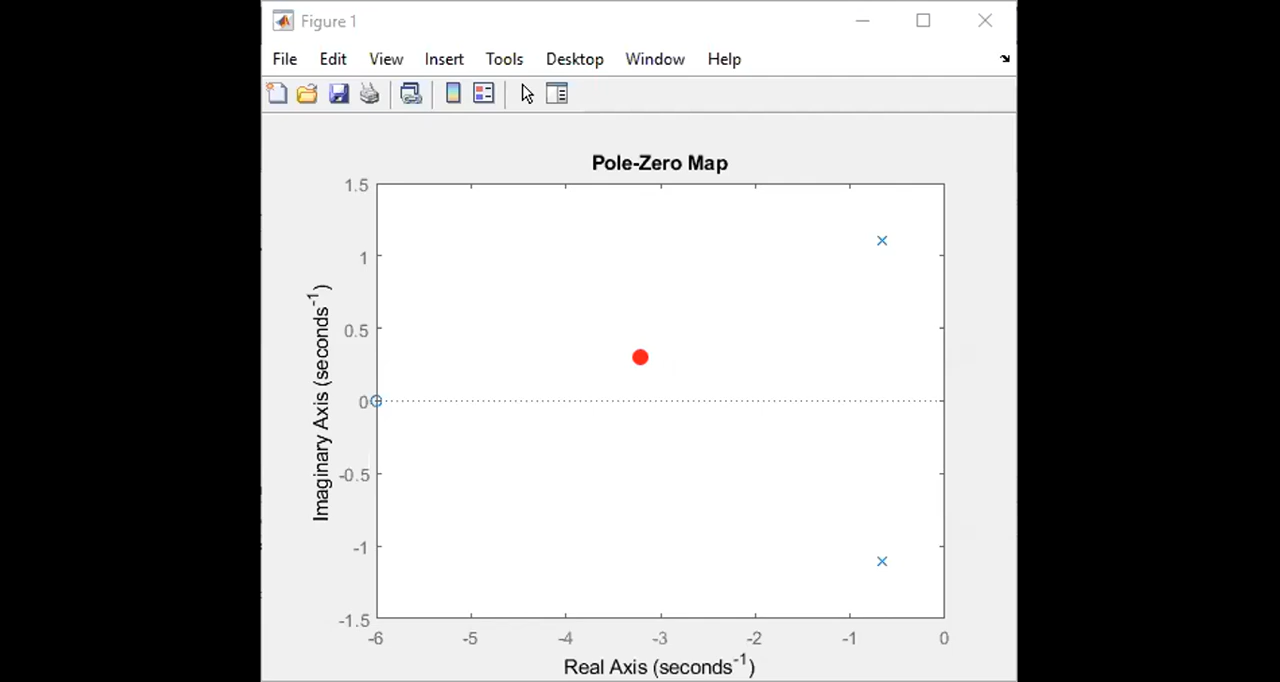 Figure 1
File Edit View Insert Tools Desktop Window Help
Pole-Zero Map
1.5
1
0.5
0
-0.5
-1
-1.5
Imaginary Axis (seconds⁻¹)
-6 -5 -4 -3 -2 -1 0
Real Axis (seconds⁻¹)